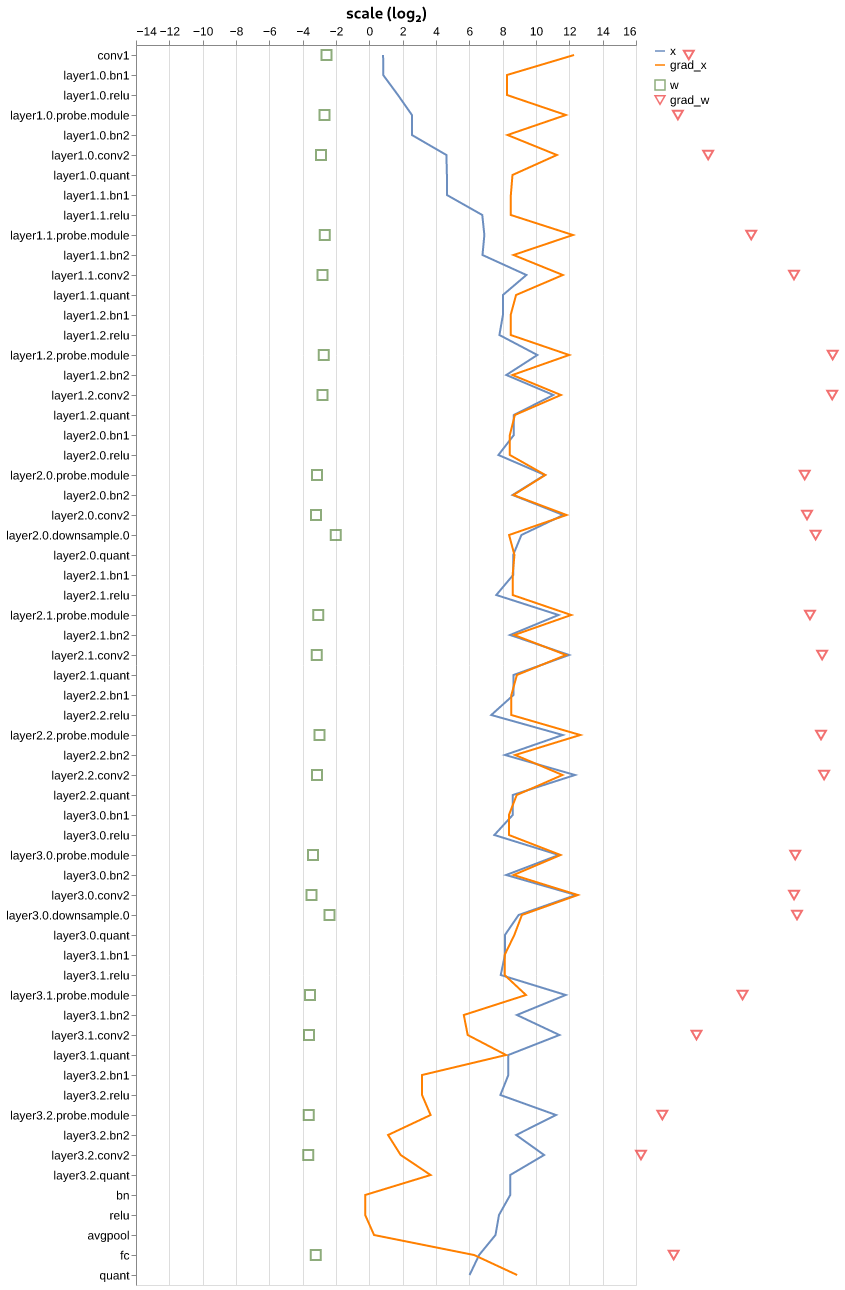 scale (log₂)
−14 −12 −10 −8 −6 −4 −2 0 2 4 6 8 10 12 14 16
x
grad_x
w
grad_w
conv1
layer1.0.bn1
layer1.0.relu
layer1.0.probe.module
layer1.0.bn2
layer1.0.conv2
layer1.0.quant
layer1.1.bn1
layer1.1.relu
layer1.1.probe.module
layer1.1.bn2
layer1.1.conv2
layer1.1.quant
layer1.2.bn1
layer1.2.relu
layer1.2.probe.module
layer1.2.bn2
layer1.2.conv2
layer1.2.quant
layer2.0.bn1
layer2.0.relu
layer2.0.probe.module
layer2.0.bn2
layer2.0.conv2
layer2.0.downsample.0
layer2.0.quant
layer2.1.bn1
layer2.1.relu
layer2.1.probe.module
layer2.1.bn2
layer2.1.conv2
layer2.1.quant
layer2.2.bn1
layer2.2.relu
layer2.2.probe.module
layer2.2.bn2
layer2.2.conv2
layer2.2.quant
layer3.0.bn1
layer3.0.relu
layer3.0.probe.module
layer3.0.bn2
layer3.0.conv2
layer3.0.downsample.0
layer3.0.quant
layer3.1.bn1
layer3.1.relu
layer3.1.probe.module
layer3.1.bn2
layer3.1.conv2
layer3.1.quant
layer3.2.bn1
layer3.2.relu
layer3.2.probe.module
layer3.2.bn2
layer3.2.conv2
layer3.2.quant
bn
relu
avgpool
fc
quant